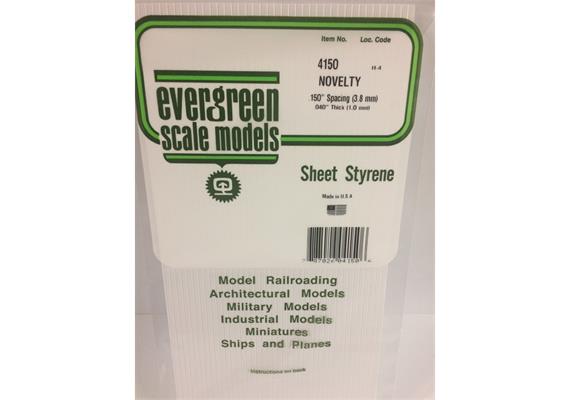 Item No. Loc. Code
4150 H-4
NOVELTY
.150" Spacing (3.8 mm)
.040" Thick (1.0 mm)
evergreen
scale models
Sheet Styrene
Made in U.S.A
Model Railroading
Architectural Models
Military Models
Industrial Models
Miniatures
Ships and Planes
Instructions on back